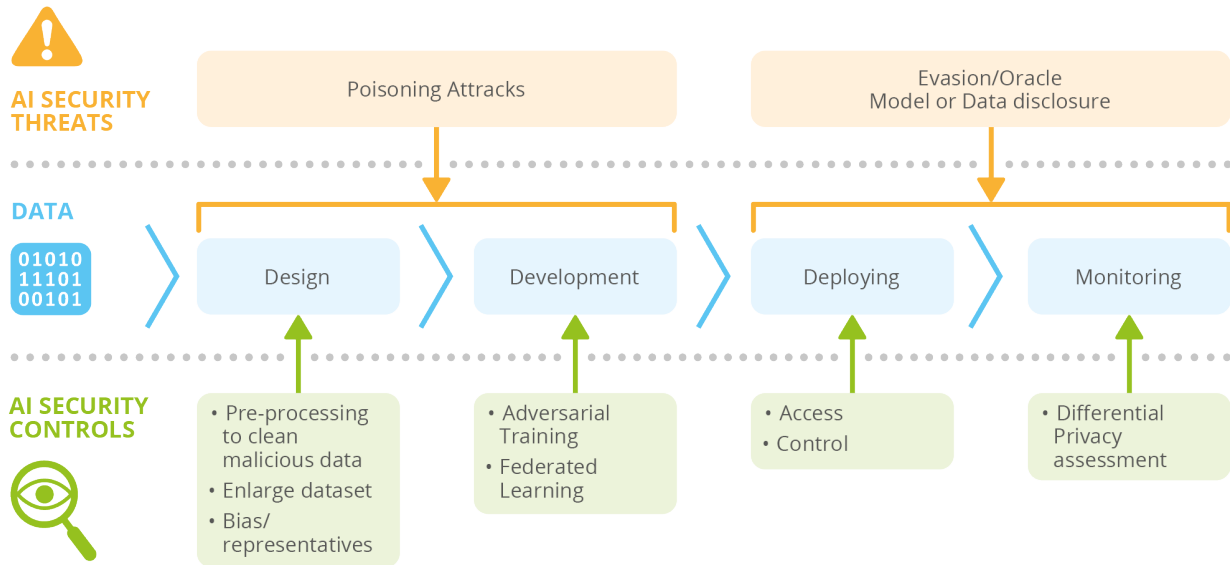 AI SECURITY
THREATS
Poisoning Attracks
Evasion/Oracle
Model or Data disclosure
DATA
01010
11101
00101
Design
Development
Deploying
Monitoring
AI SECURITY
CONTROLS
• Pre-processing
to clean
malicious data
• Enlarge dataset
• Bias/
representatives
• Adversarial
Training
• Federated
Learning
• Access
• Control
• Differential
Privacy
assessment